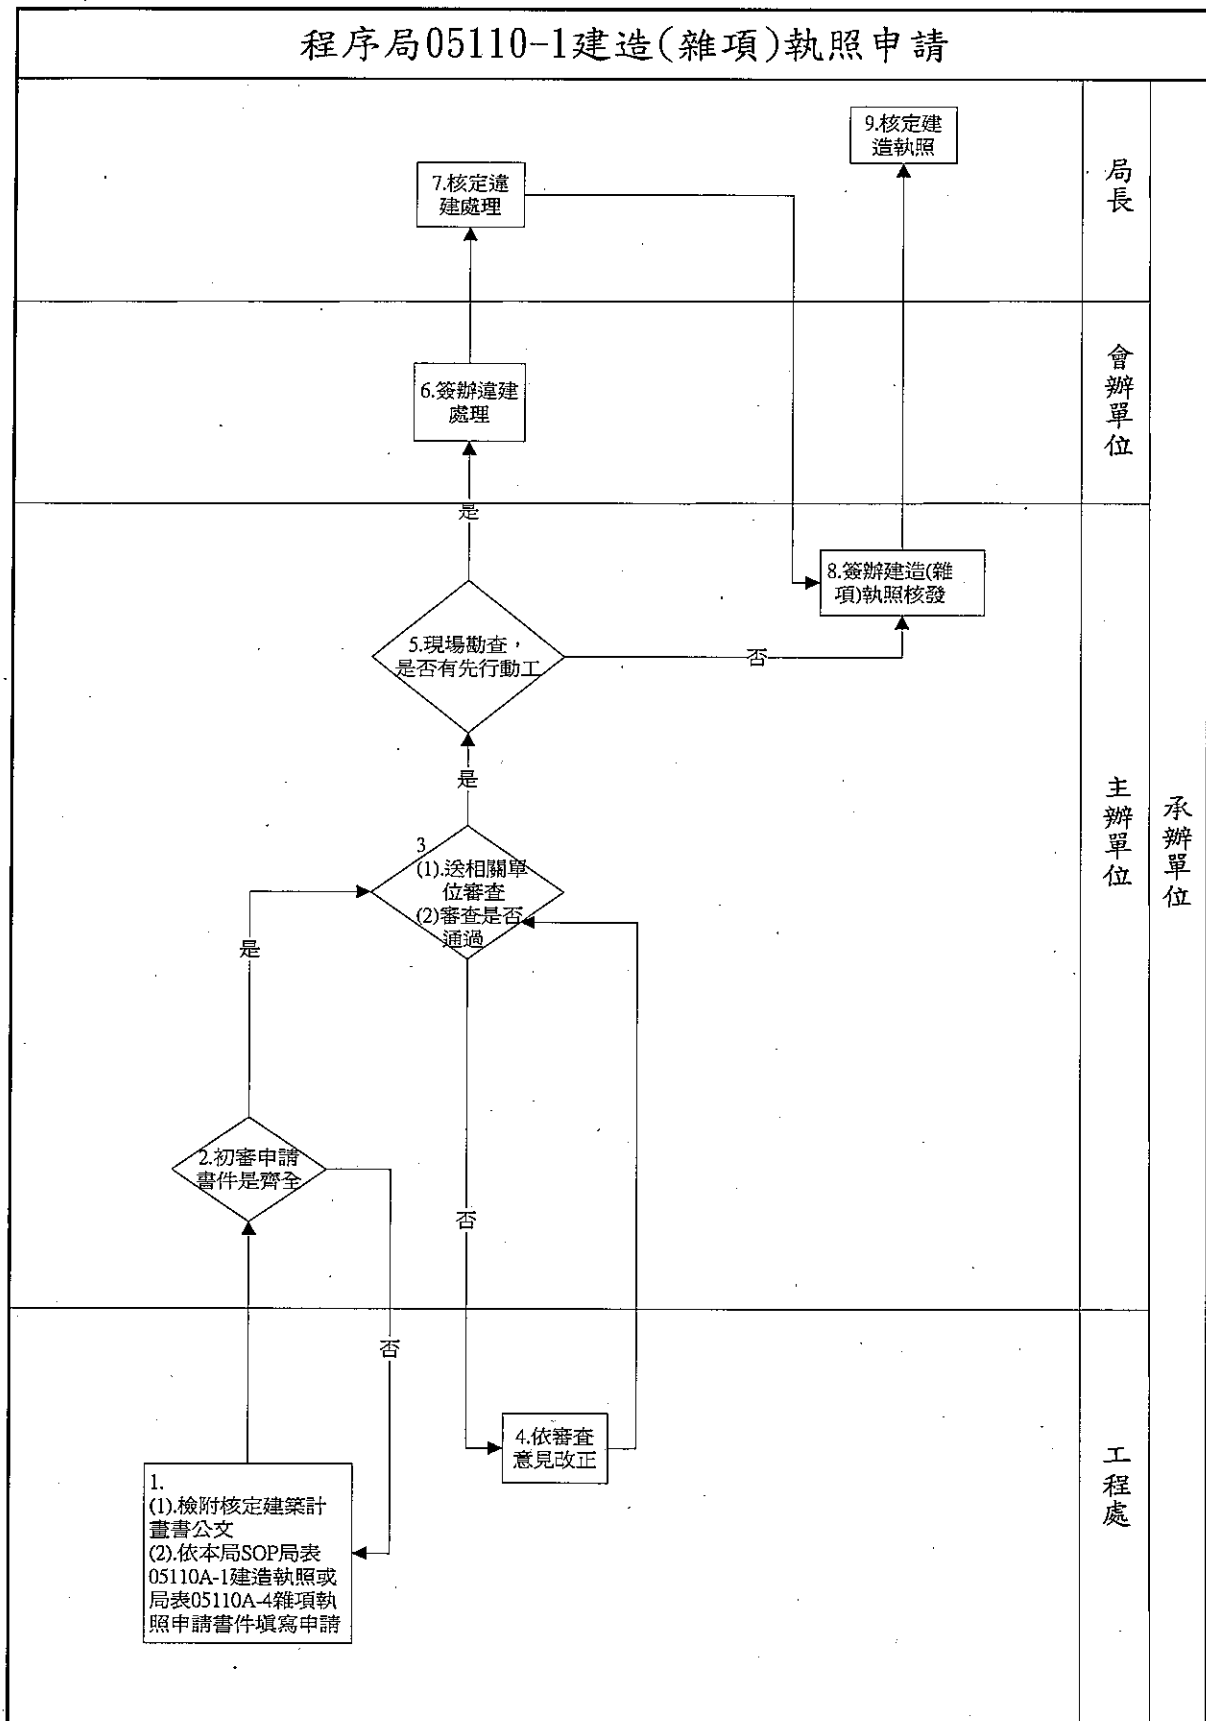 程序局05110-1建造(雜項)執照申請
9.核定建
造執照
7.核定違
建處理
局長
6.簽辦違建
處理
會辦單位
是
8.簽辦建造(雜
項)執照核發
5.現場勘查，
是否有先行動工
否
是
主辦單位
承辦單位
3
(1).送相關單
位審查
(2)審查是否
通過
是
2.初審申請
書件是齊全
否
否
4.依審查
意見改正
工程處
1.
(1).檢附核定建築計
畫書公文
(2).依本局SOP局表
05110A-1建造執照或
局表05110A-4雜項執
照申請書件填寫申請